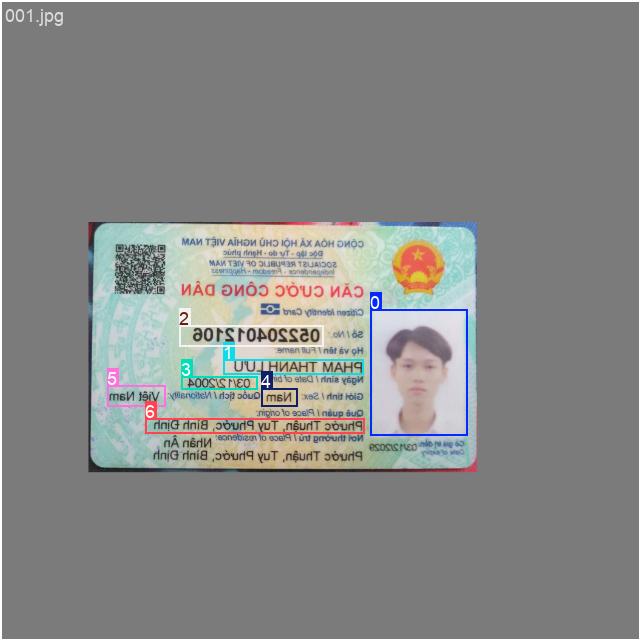 001.jpg
CỘNG HÒA XÃ HỘI CHỦ NGHĨA VIỆT NAM
Độc lập - Tự do - Hạnh phúc
SOCIALIST REPUBLIC OF VIET NAM
Independence - Freedom - Happiness
CĂN CƯỚC CÔNG DÂN
Citizen Identity Card
0
2
Số / No.: 052204012106
Họ và tên / Full name:
1
PHẠM THÀNH LƯU
3
Ngày sinh / Date of birth: 03/12/2004
4
5
Giới tính / Sex: Nam Quốc tịch / Nationality: Việt Nam
6
Quê quán / Place of origin:
Phước Thuận, Tuy Phước, Bình Định
Nơi thường trú / Place of residence: Nhân Ân
Phước Thuận, Tuy Phước, Bình Định
Có giá trị đến: 03/12/2029
Date of expiry